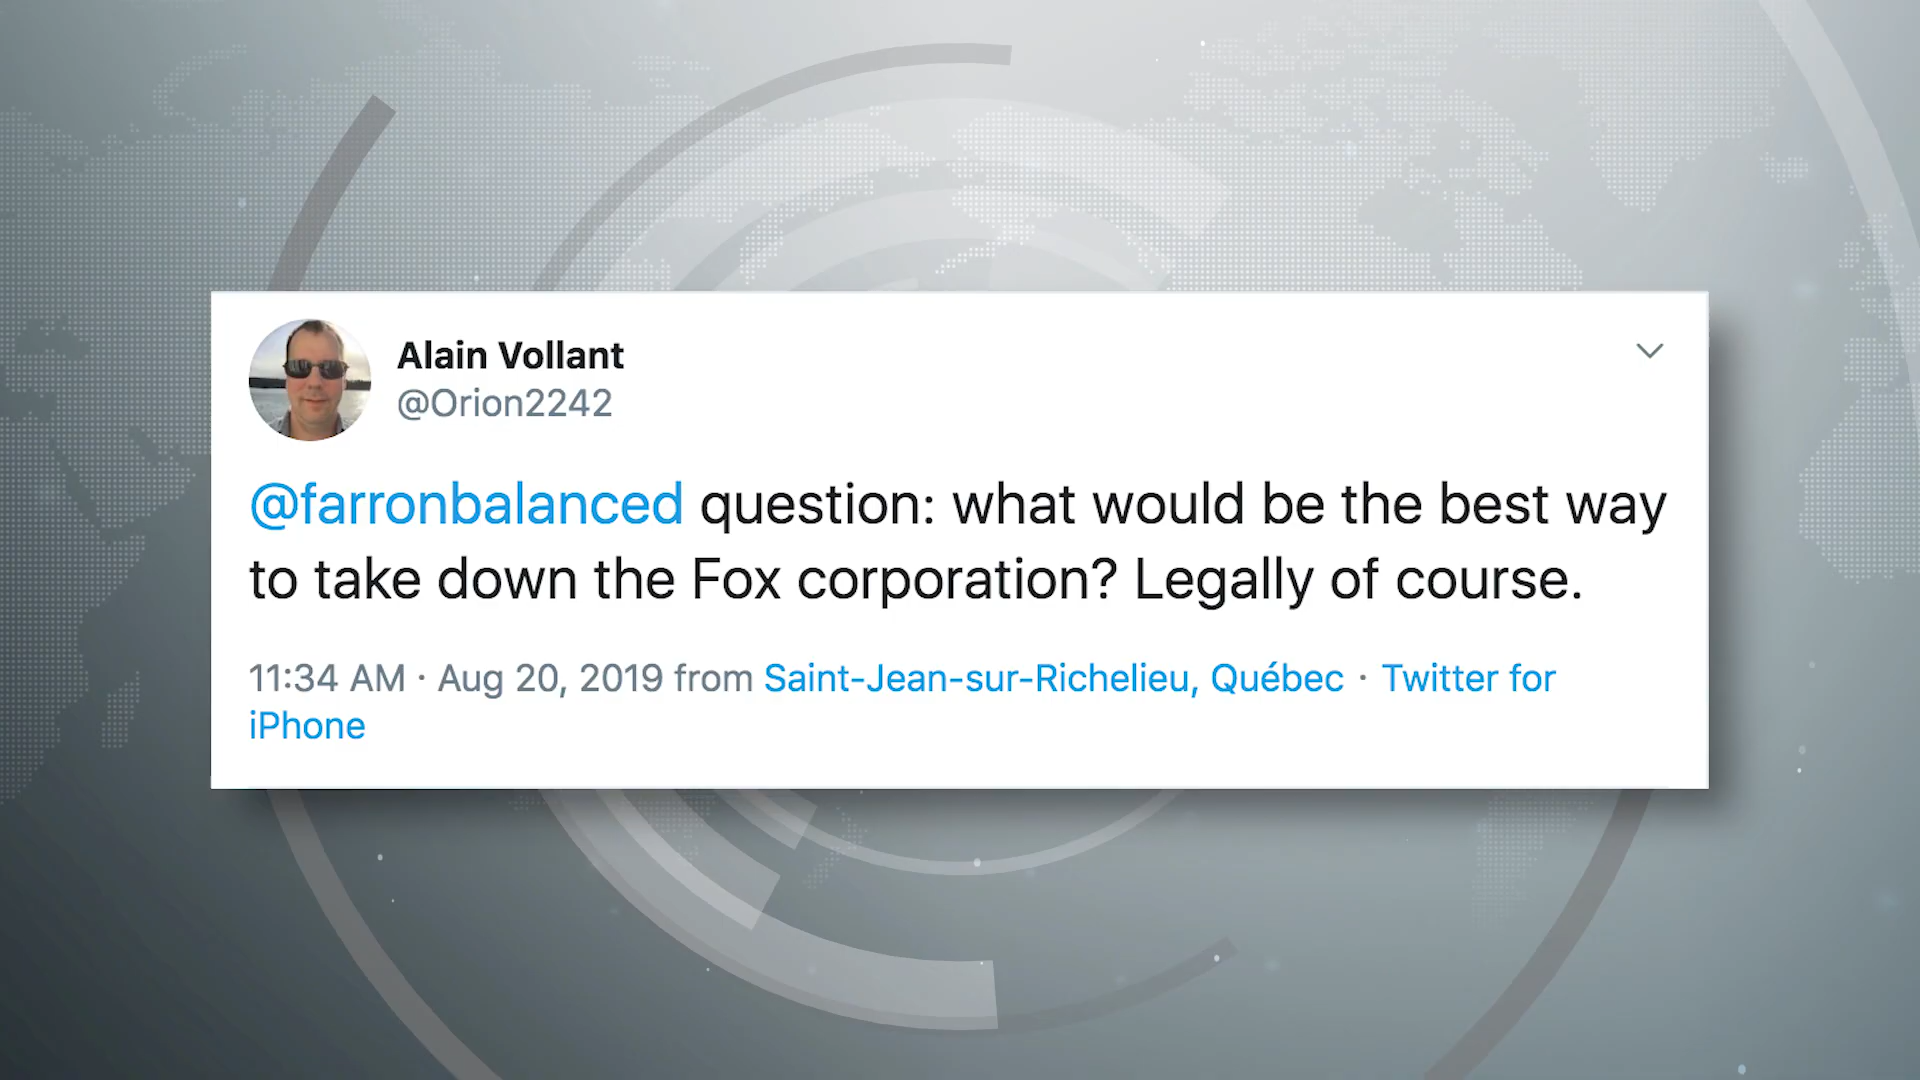 Alain Vollant
@Orion2242
@farronbalanced question: what would be the best way
to take down the Fox corporation? Legally of course.
11:34 AM · Aug 20, 2019 from Saint-Jean-sur-Richelieu, Québec · Twitter for
iPhone